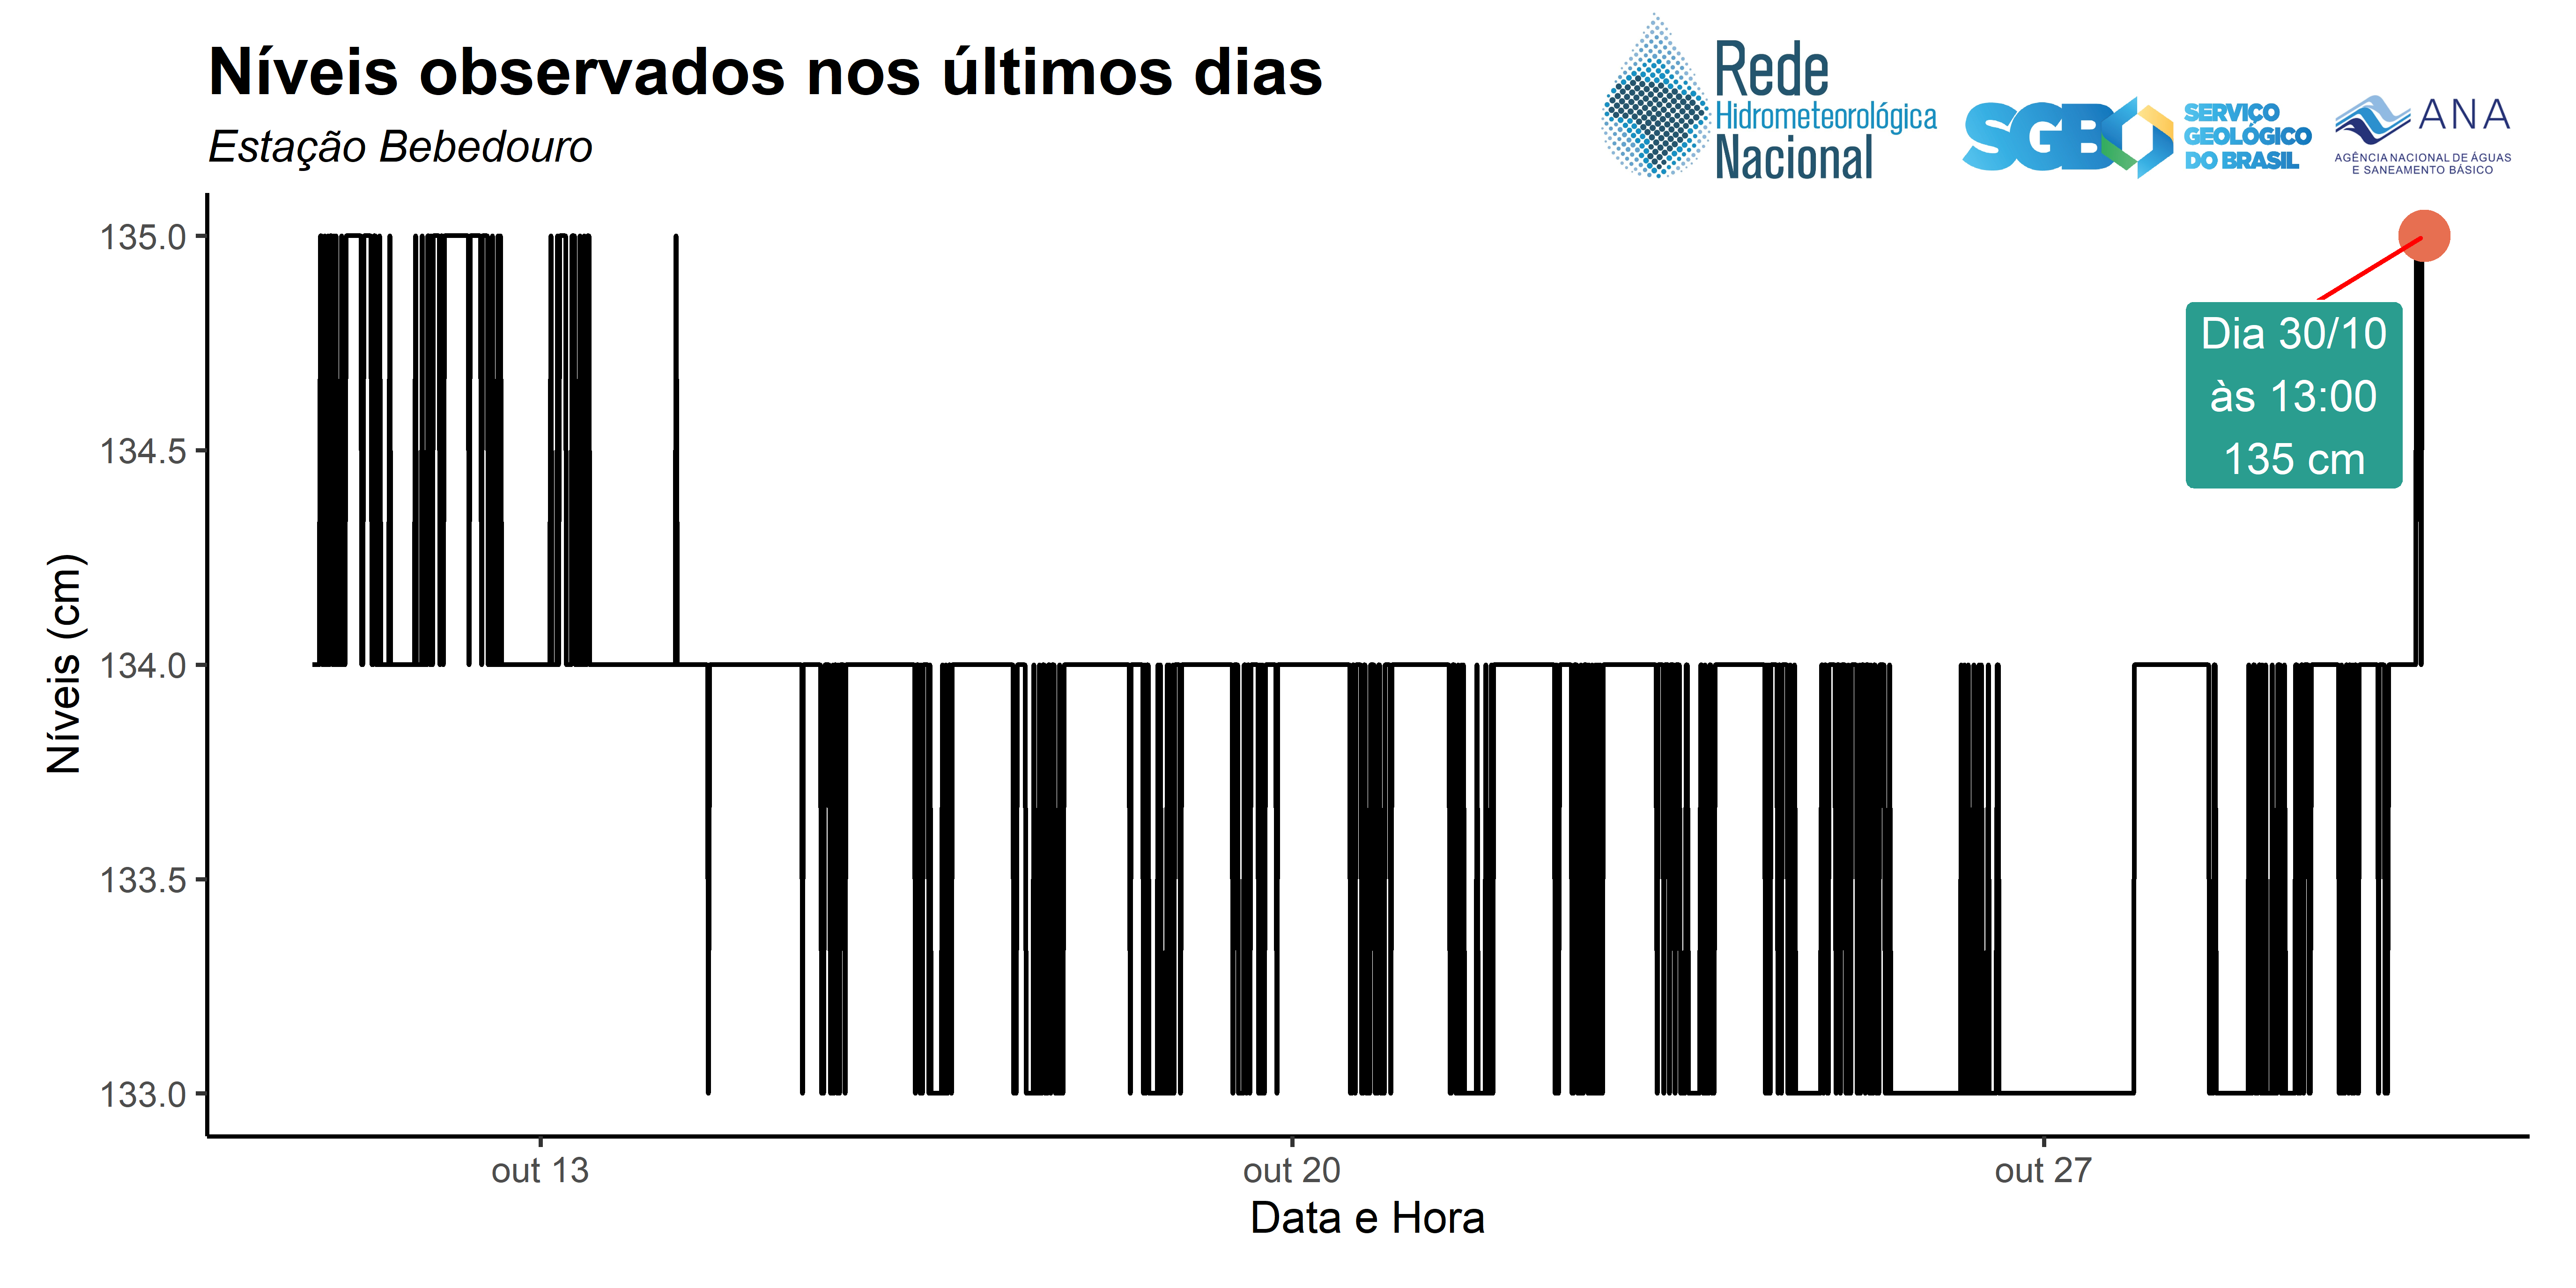 Níveis observados nos últimos dias
Estação Bebedouro
Rede
Hidrometeorológica
Nacional
SGB
SERVIÇO
GEOLÓGICO
DO BRASIL
ANA
AGÊNCIA NACIONAL DE ÁGUAS
E SANEAMENTO BÁSICO
135.0
134.5
134.0
133.5
133.0
Níveis (cm)
Dia 30/10
às 13:00
135 cm
out 13
out 20
out 27
Data e Hora